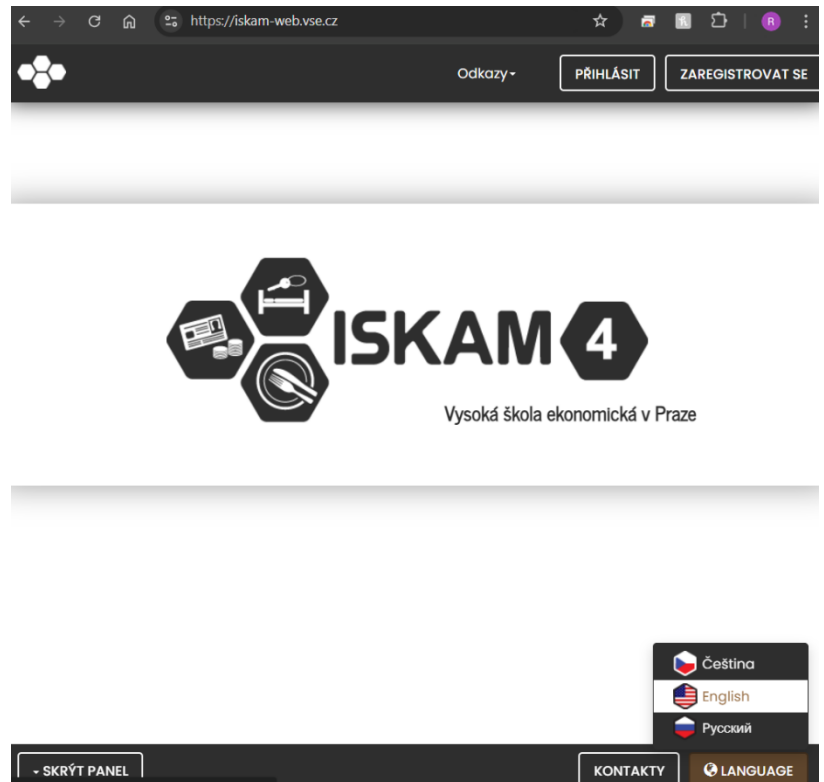 https://iskam-web.vse.cz
R
Odkazy
PŘIHLÁSIT
ZAREGISTROVAT SE
ISKAM 4
Vysoká škola ekonomická v Praze
Čeština
English
Русский
SKRÝT PANEL
KONTAKTY
LANGUAGE